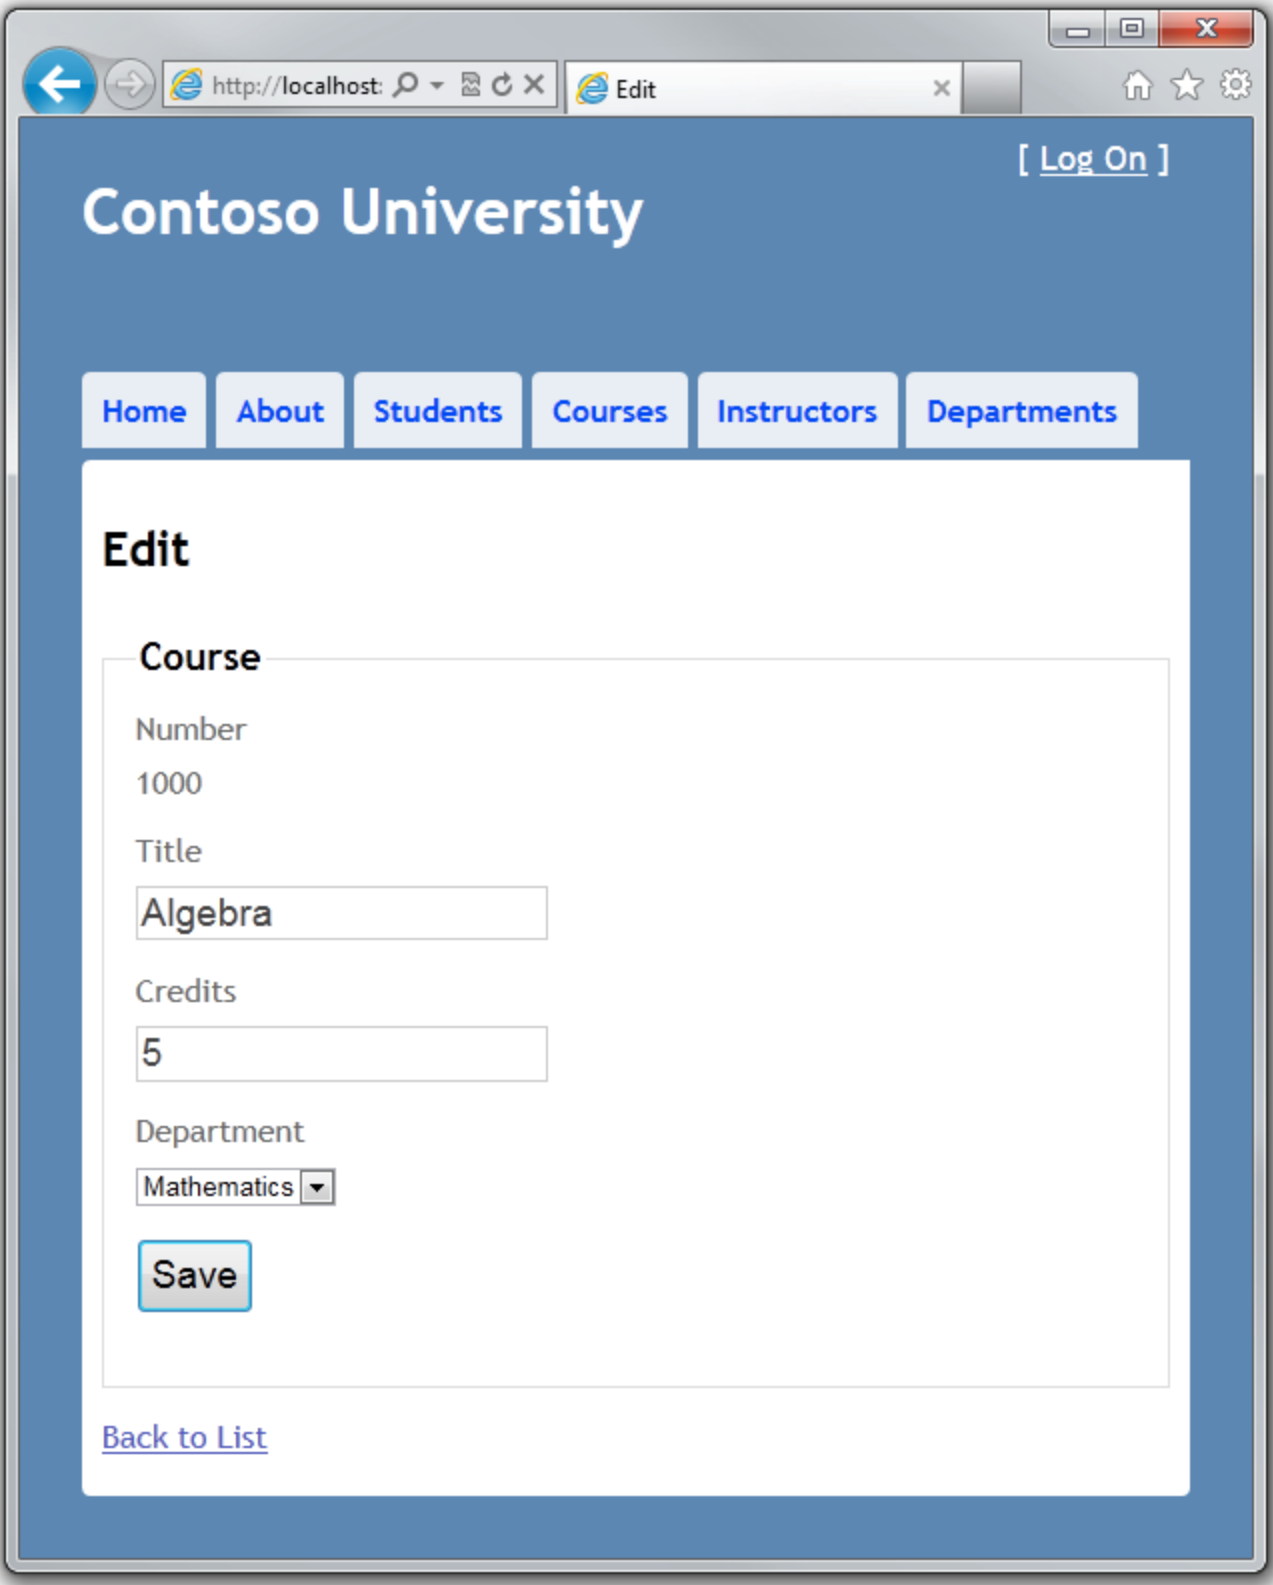 http://localhost:
Edit
[ Log On ]
Contoso University
Home About Students Courses Instructors Departments
Edit
Course
Number
1000
Title
Algebra
Credits
5
Department
Mathematics
Save
Back to List